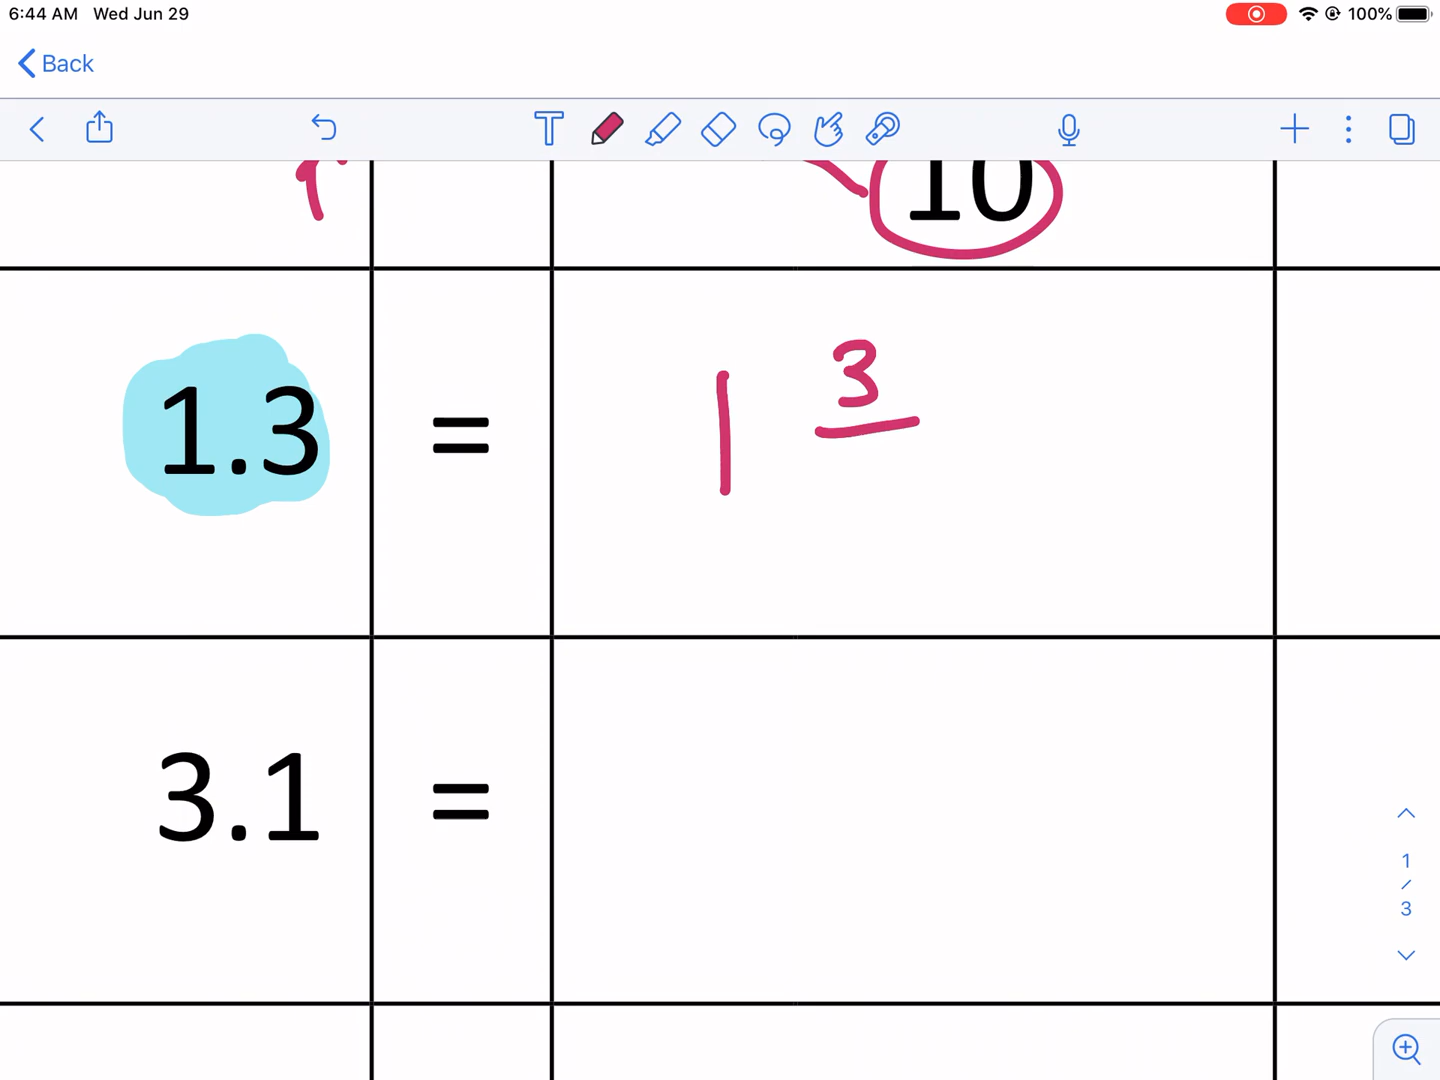 6:44 AM Wed Jun 29
100%
Back
T
10
1.3 = 1 3
3.1 =
1
/
3